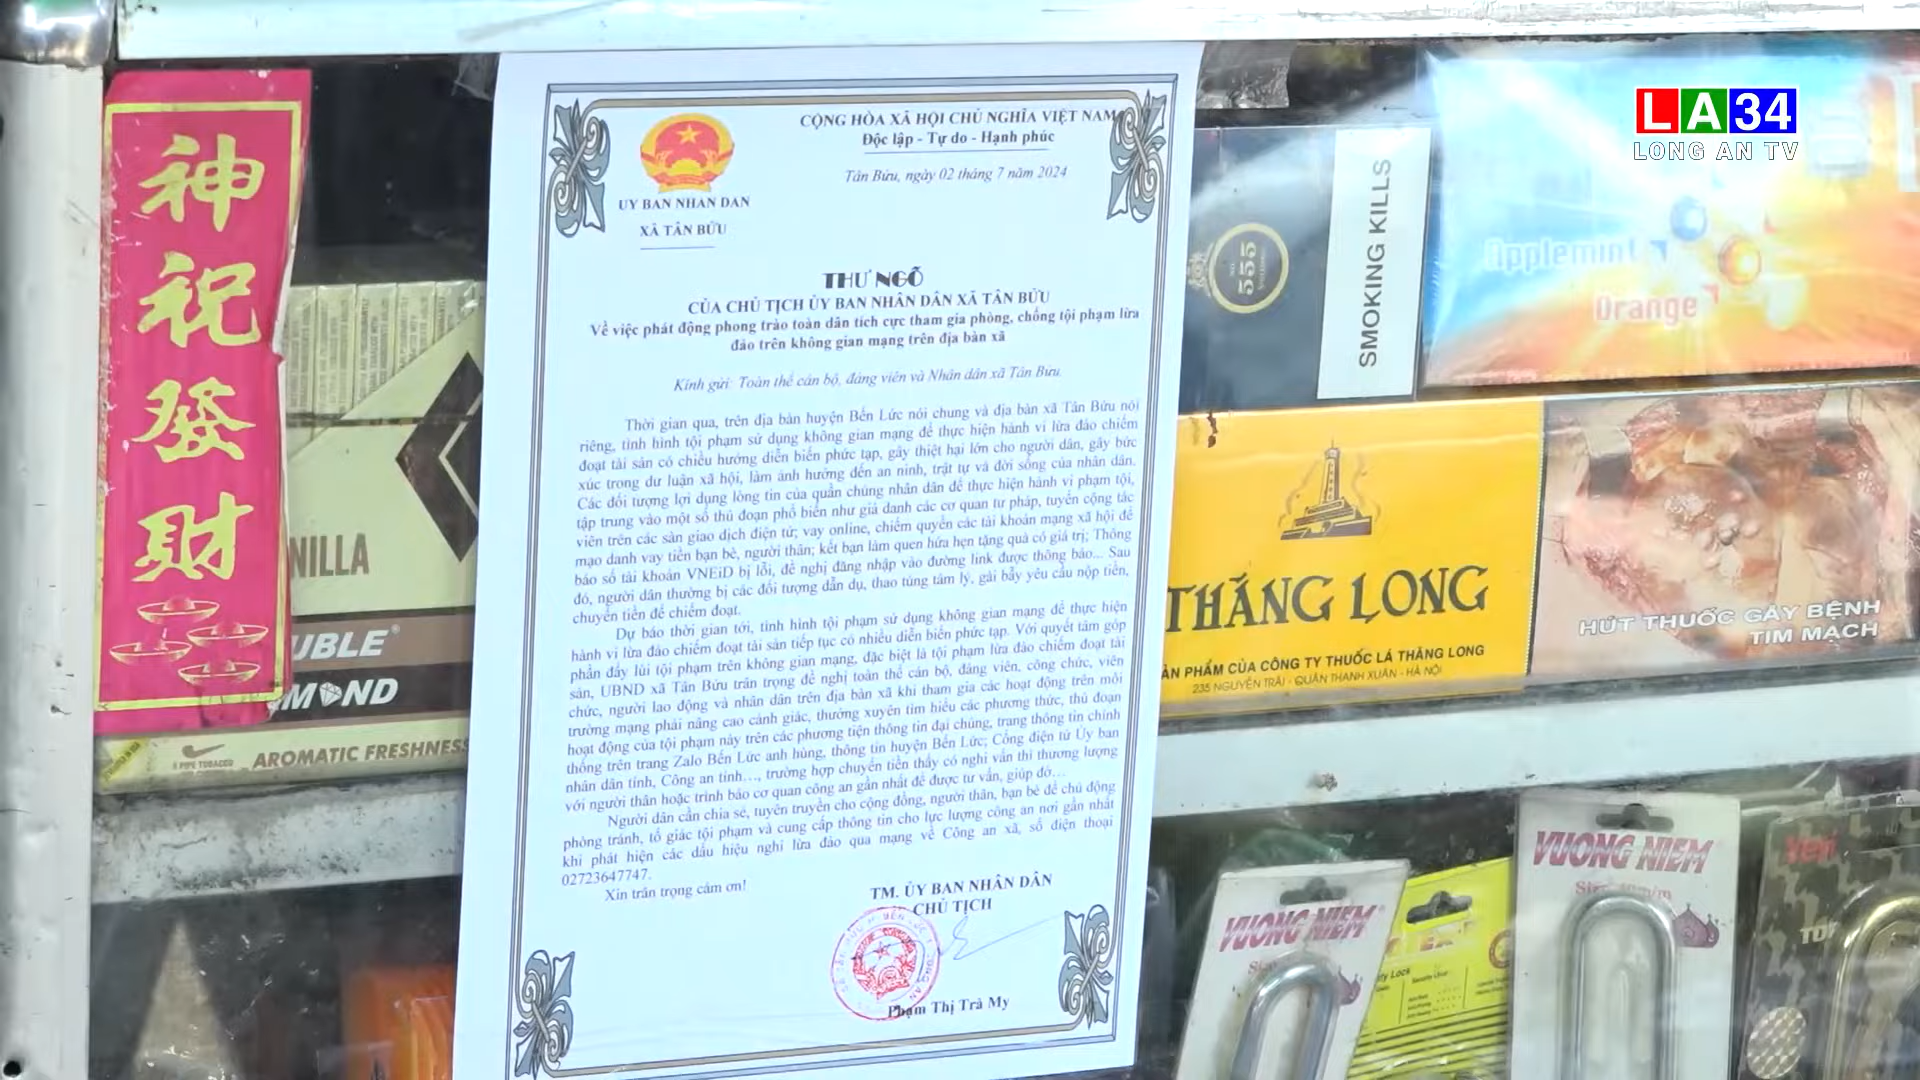 神
祝
發
財
NILLA
UBLE
M ND
AROMATIC FRESHNESS
CỘNG HÒA XÃ HỘI CHỦ NGHĨA VIỆT NAM
Độc lập - Tự do - Hạnh phúc
Tân Bửu, ngày 02 tháng 7 năm 2024
ỦY BAN NHÂN DÂN
XÃ TÂN BỬU
THƯ NGỎ
CỦA CHỦ TỊCH ỦY BAN NHÂN DÂN XÃ TÂN BỬU
Về việc phát động phong trào toàn dân tích cực tham gia phòng, chống tội phạm lừa
đảo trên không gian mạng trên địa bàn xã
Kính gửi: Toàn thể cán bộ, đảng viên và Nhân dân xã Tân Bửu.
Thời gian qua, trên địa bàn huyện Bến Lức nói chung và địa bàn xã Tân Bửu nói
riêng, tình hình tội phạm sử dụng không gian mạng để thực hiện hành vi lừa đảo chiếm
đoạt tài sản có chiều hướng diễn biến phức tạp, gây thiệt hại lớn cho người dân, gây bức
xúc trong dư luận xã hội, làm ảnh hưởng đến an ninh, trật tự và đời sống của nhân dân.
Các đối tượng lợi dụng lòng tin của quần chúng nhân dân để thực hiện hành vi phạm tội,
tập trung vào một số thủ đoạn phổ biến như giả danh các cơ quan tư pháp, tuyển cộng tác
viên trên các sàn giao dịch điện tử; vay online, chiếm quyền các tài khoản mạng xã hội để
mạo danh vay tiền bạn bè, người thân; kết bạn làm quen hứa hẹn tặng quà có giá trị; Thông
báo số tài khoản VNEiD bị lỗi, đề nghị đăng nhập vào đường link được thông báo... Sau
đó, người dân thường bị các đối tượng dẫn dụ, thao túng tâm lý, gài bẫy yêu cầu nộp tiền,
chuyển tiền để chiếm đoạt.
Dự báo thời gian tới, tình hình tội phạm sử dụng không gian mạng để thực hiện
hành vi lừa đảo chiếm đoạt tài sản tiếp tục có nhiều diễn biến phức tạp. Với quyết tâm góp
phần đẩy lùi tội phạm trên không gian mạng, đặc biệt là tội phạm lừa đảo chiếm đoạt tài
sản, UBND xã Tân Bửu trân trọng đề nghị toàn thể cán bộ, đảng viên, công chức, viên
chức, người lao động và nhân dân trên địa bàn xã khi tham gia các hoạt động trên môi
trường mạng phải nâng cao cảnh giác, thường xuyên tìm hiểu các phương thức, thủ đoạn
hoạt động của tội phạm này trên các phương tiện thông tin đại chúng, trang thông tin chính
thống trên trang Zalo Bến Lức anh hùng, thông tin huyện Bến Lức; Cổng điện tử Ủy ban
nhân dân tỉnh, Công an tỉnh…, trường hợp chuyển tiền thấy có nghi vấn thì thương lượng
với người thân hoặc trình báo cơ quan công an gần nhất để được tư vấn, giúp đỡ…
Người dân cần chia sẻ, tuyên truyền cho cộng đồng, người thân, bạn bè để chủ động
phòng tránh, tố giác tội phạm và cung cấp thông tin cho lực lượng công an nơi gần nhất
khi phát hiện các dấu hiệu nghi lừa đảo qua mạng về Công an xã, số điện thoại
02723647747.
Xin trân trọng cảm ơn!
TM. ỦY BAN NHÂN DÂN
CHỦ TỊCH
Phạm Thị Trà My
555
SMOKING KILLS
Applemint
Orange
THĂNG LONG
ẢN PHẨM CỦA CÔNG TY THUỐC LÁ THĂNG LONG
235 NGUYỄN TRÃI - QUẬN THANH XUÂN - HÀ NỘI
HÚT THUỐC GÂY BỆNH
TIM MẠCH
VUONG NIEM
VUONG NIEM
LA34
LONG AN TV